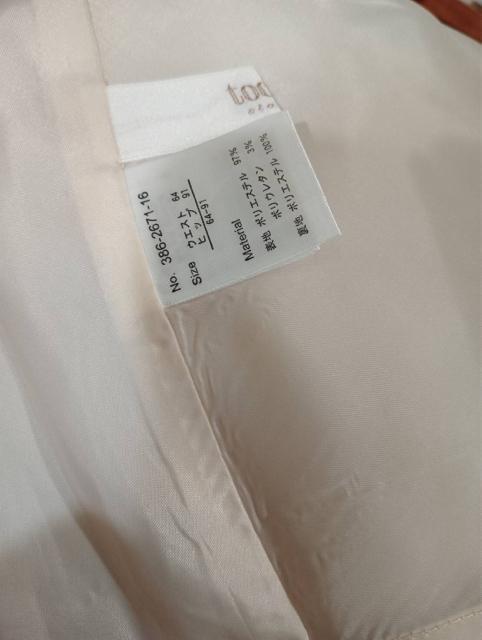 No. 386-2671-16
Size ウエスト 64
ヒップ 91
64-91
Material
表地 ポリエステル 97%
ポリウレタン 3%
裏地 ポリエステル 100%